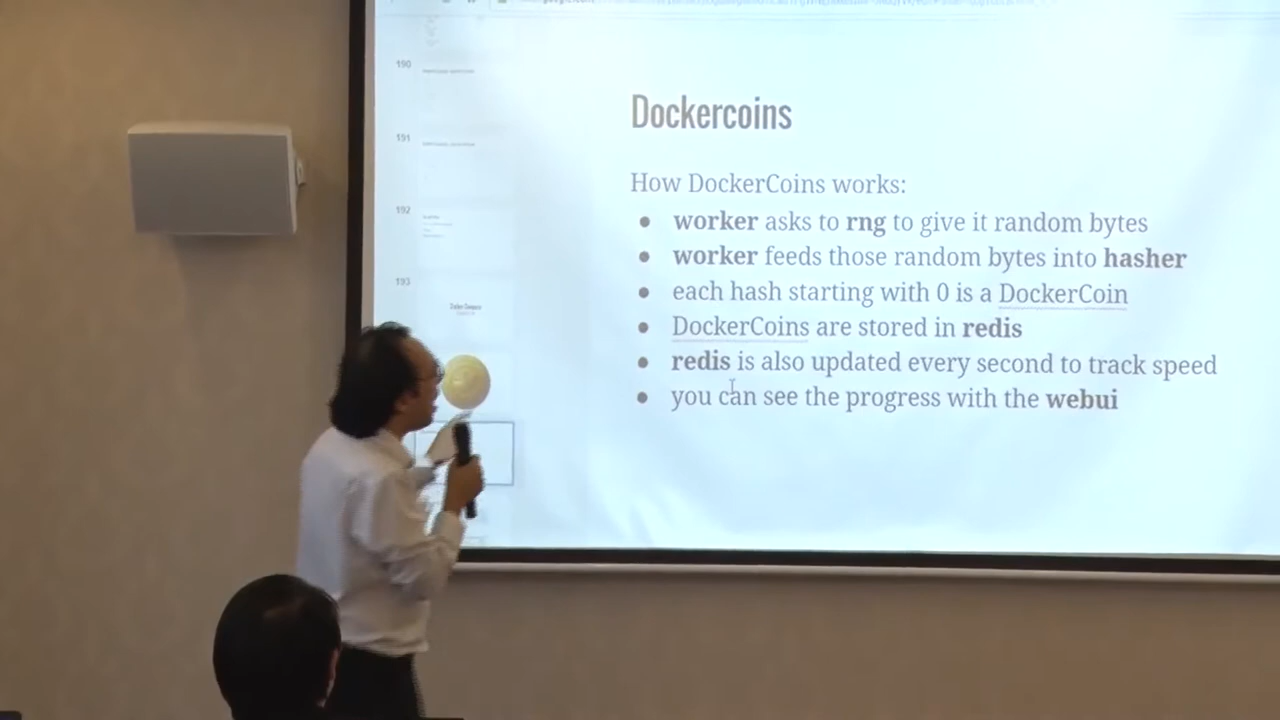 190
191
192
193
Dockercoins
How DockerCoins works:
● worker asks to rng to give it random bytes
● worker feeds those random bytes into hasher
● each hash starting with 0 is a DockerCoin
● DockerCoins are stored in redis
● redis is also updated every second to track speed
● you can see the progress with the webui